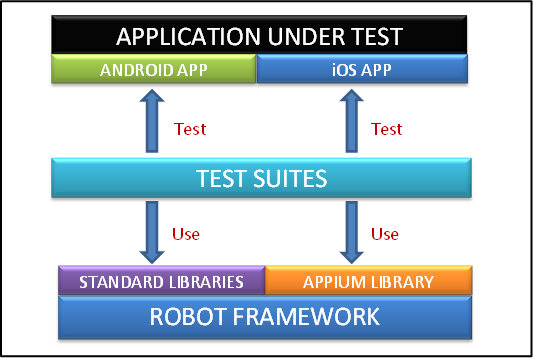 APPLICATION UNDER TEST
ANDROID APP iOS APP
Test Test
TEST SUITES
Use Use
STANDARD LIBRARIES APPIUM LIBRARY
ROBOT FRAMEWORK